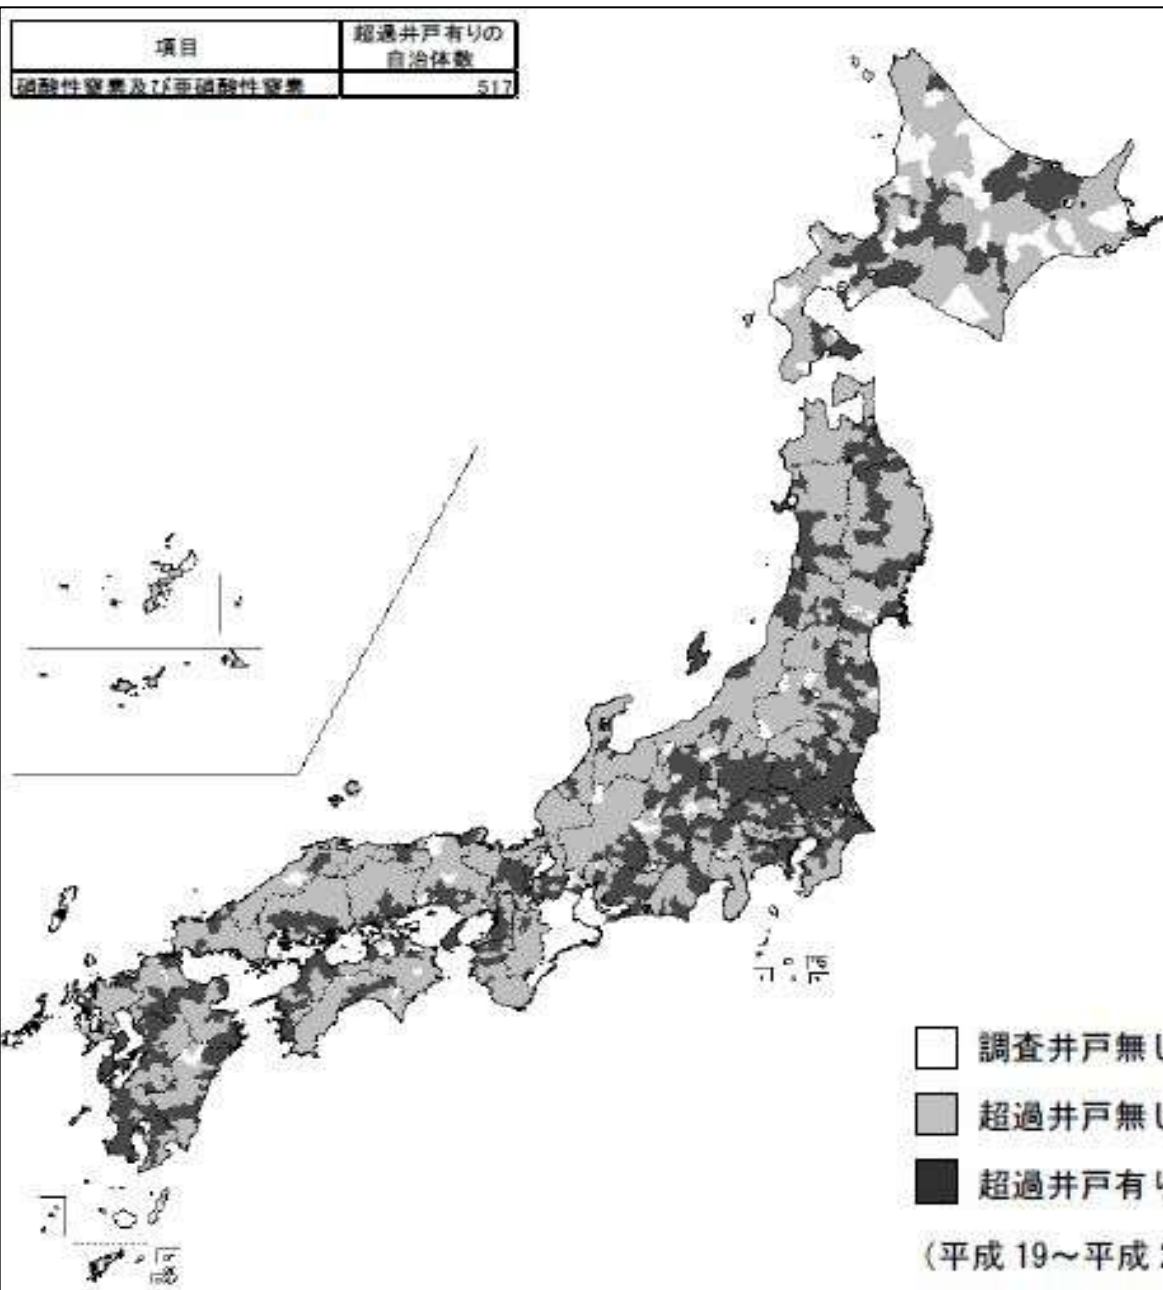 項目
超過井戸有りの
自治体数
硝酸性窒素及び亜硝酸性窒素
517
調査井戸無し
超過井戸無し
超過井戸有り
（平成 19～平成